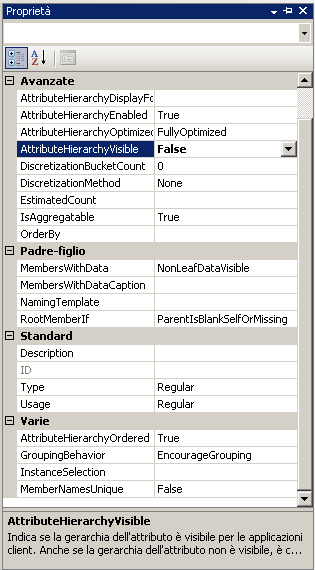 Proprietà
Avanzate
AttributeHierarchyDisplayFo
AttributeHierarchyEnabled True
AttributeHierarchyOptimized FullyOptimized
AttributeHierarchyVisible False
DiscretizationBucketCount 0
DiscretizationMethod None
EstimatedCount
IsAggregatable True
OrderBy
Padre-figlio
MembersWithData NonLeafDataVisible
MembersWithDataCaption
NamingTemplate
RootMemberIf ParentIsBlankSelfOrMissing
Standard
Description
ID
Type Regular
Usage Regular
Varie
AttributeHierarchyOrdered True
GroupingBehavior EncourageGrouping
InstanceSelection
MemberNamesUnique False
AttributeHierarchyVisible
Indica se la gerarchia dell'attributo è visibile per le applicazioni
client. Anche se la gerarchia dell'attributo non è visibile, è c...